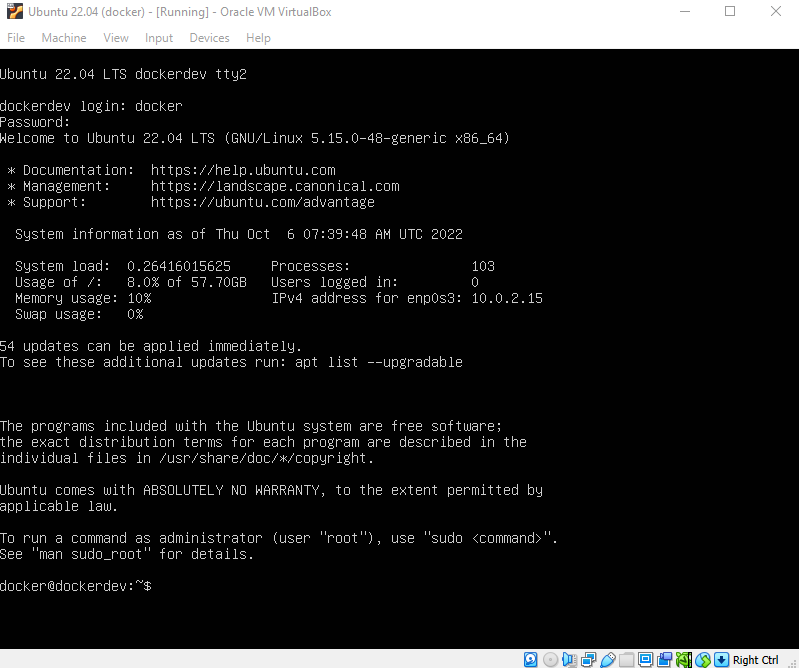 Ubuntu 22.04 (docker) - [Running] - Oracle VM VirtualBox
File Machine View Input Devices Help
Ubuntu 22.04 LTS dockerdev tty2
dockerdev login: docker
Password:
Welcome to Ubuntu 22.04 LTS (GNU/Linux 5.15.0-48-generic x86_64)
* Documentation: https://help.ubuntu.com
* Management: https://landscape.canonical.com
* Support: https://ubuntu.com/advantage
System information as of Thu Oct 6 07:39:48 AM UTC 2022
System load: 0.26416015625 Processes: 103
Usage of /: 8.0% of 57.70GB Users logged in: 0
Memory usage: 10% IPv4 address for enp0s3: 10.0.2.15
Swap usage: 0%
54 updates can be applied immediately.
To see these additional updates run: apt list --upgradable
The programs included with the Ubuntu system are free software;
the exact distribution terms for each program are described in the
individual files in /usr/share/doc/*/copyright.
Ubuntu comes with ABSOLUTELY NO WARRANTY, to the extent permitted by
applicable law.
To run a command as administrator (user "root"), use "sudo <command>".
See "man sudo_root" for details.
docker@dockerdev:~$
Right Ctrl